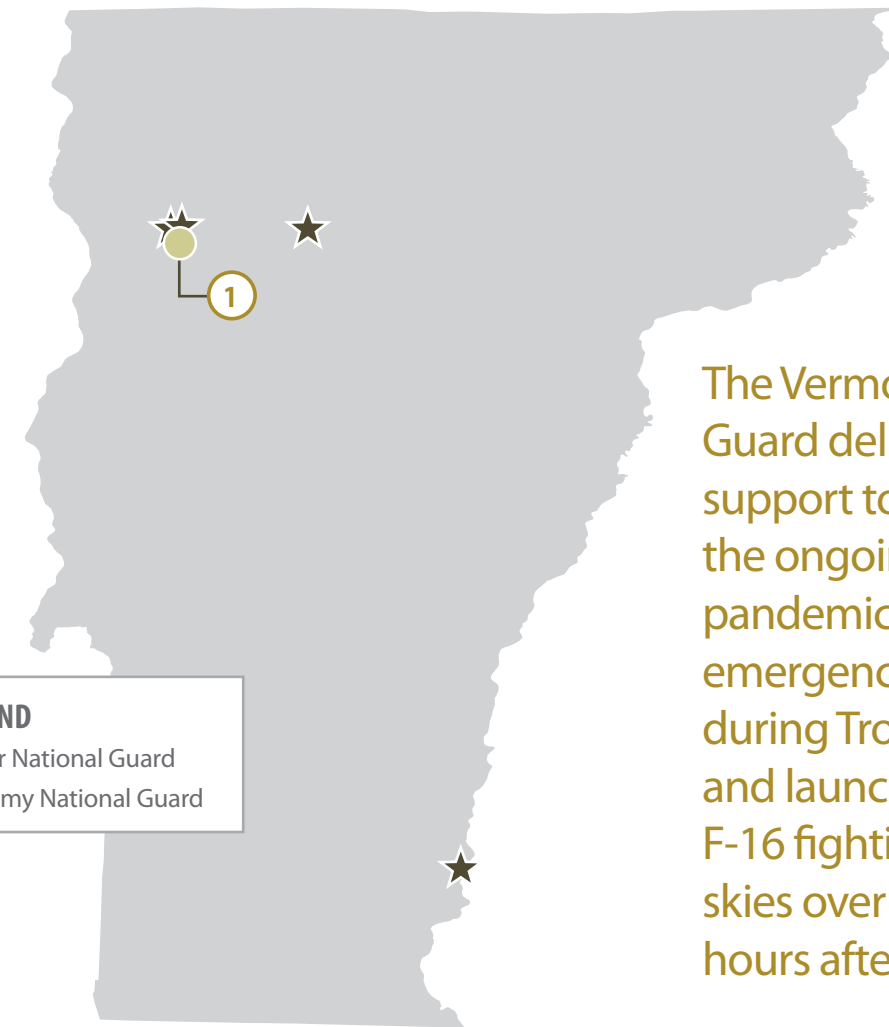 1
The Vermo
Guard del
support to
the ongoi
pandemic
emergenc
during Tro
and launc
F-16 fighti
skies over
hours afte
ND
r National Guard
my National Guard